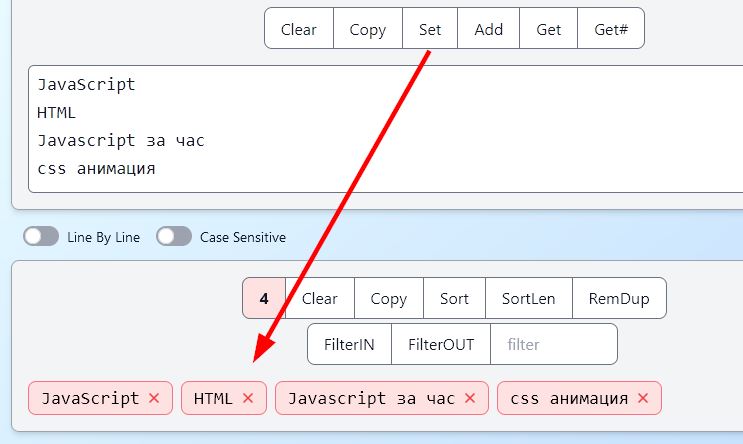 Clear Copy Set Add Get Get#
JavaScript
HTML
Javascript за час
css анимация
Line By Line Case Sensitive
4 Clear Copy Sort SortLen RemDup
FilterIN FilterOUT filter
JavaScript × HTML × Javascript за час × css анимация ×